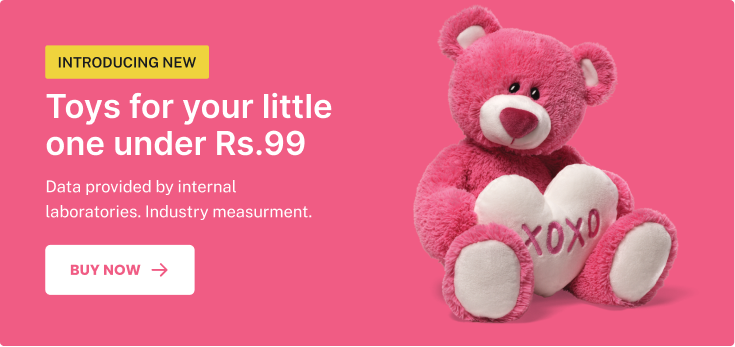 INTRODUCING NEW
Toys for your little
one under Rs.99
Data provided by internal
laboratories. Industry measurment.
BUY NOW
XOXO